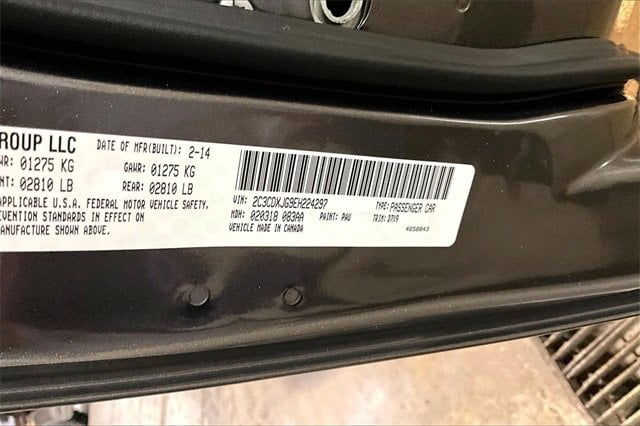 ROUP LLC DATE OF MFR(BUILT): 2-14
WR: 01275 KG GAWR: 01275 KG
NT: 02810 LB REAR: 02810 LB
APPLICABLE U.S.A. FEDERAL MOTOR VEHICLE SAFETY,
EVENTION STANDARDS IN EFFECT ON
ANUFACTURE SHOWN ABOVE.
VIN: 2C3CDXJG9EH224297 TYPE: PASSENGER CAR
MDH: 020318 083AA PAINT: PAU TRIM: D7X9
VEHICLE MADE IN CANADA 4650843